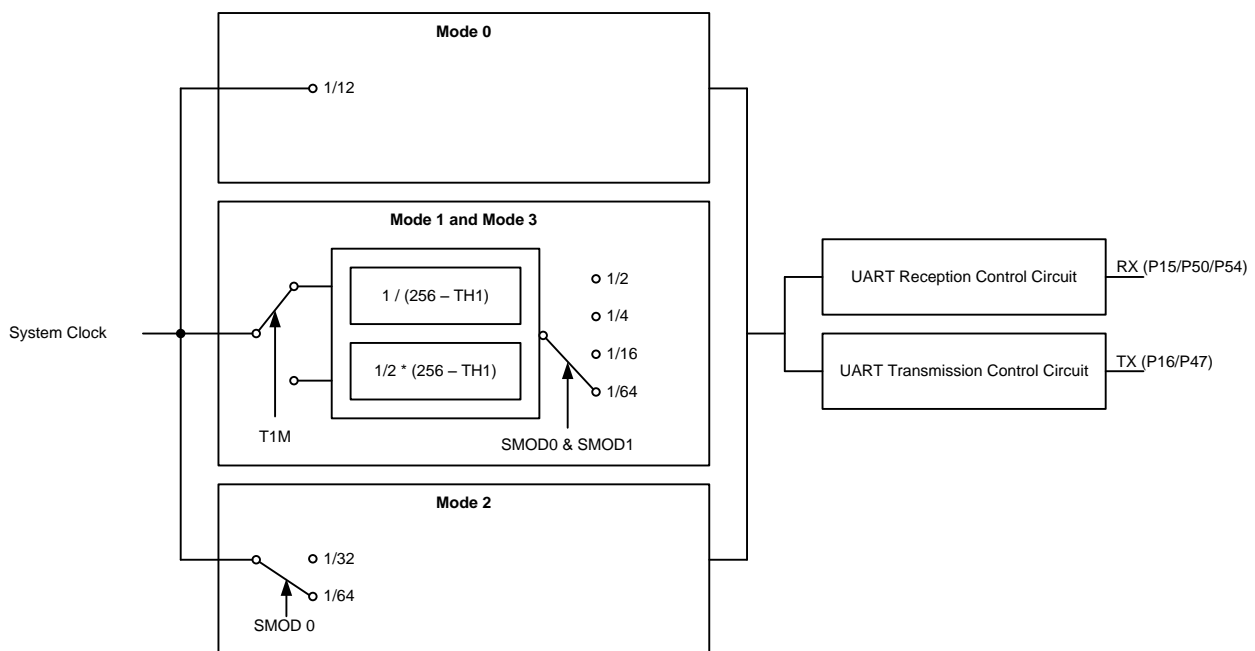 Mode 0
1/12
Mode 1 and Mode 3
1 / (256 – TH1)
1/2 * (256 – TH1)
1/2
1/4
1/16
1/64
T1M
SMOD0 & SMOD1
System Clock
UART Reception Control Circuit
RX (P15/P50/P54)
UART Transmission Control Circuit
TX (P16/P47)
Mode 2
1/32
1/64
SMOD 0